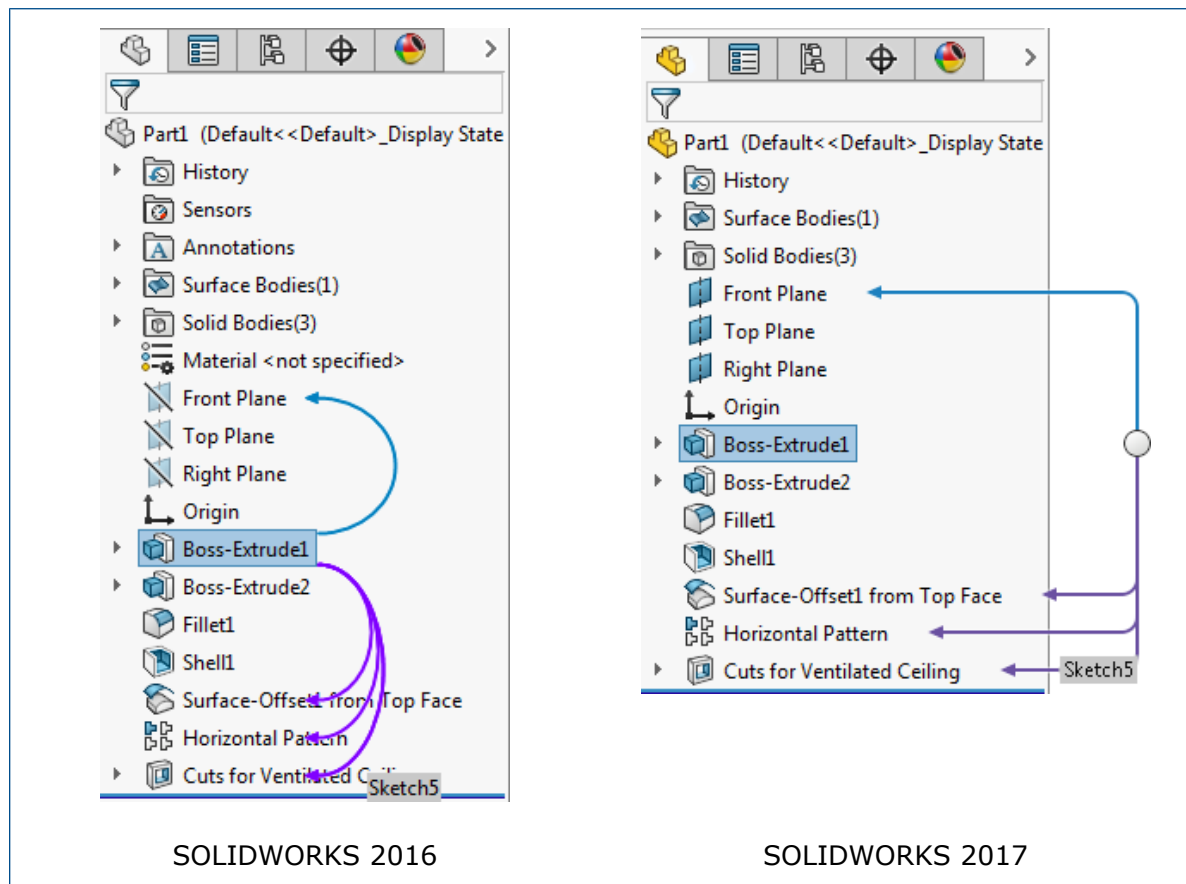 Part1 (Default<<Default>_Display State
History
Sensors
Annotations
Surface Bodies(1)
Solid Bodies(3)
Material <not specified>
Front Plane
Top Plane
Right Plane
Origin
Boss-Extrude1
Boss-Extrude2
Fillet1
Shell1
Surface-Offset1 from Top Face
Horizontal Pattern
Cuts for Ventilated Ceiling
Sketch5
SOLIDWORKS 2016
Part1 (Default<<Default>_Display State
History
Surface Bodies(1)
Solid Bodies(3)
Front Plane
Top Plane
Right Plane
Origin
Boss-Extrude1
Boss-Extrude2
Fillet1
Shell1
Surface-Offset1 from Top Face
Horizontal Pattern
Cuts for Ventilated Ceiling
Sketch5
SOLIDWORKS 2017